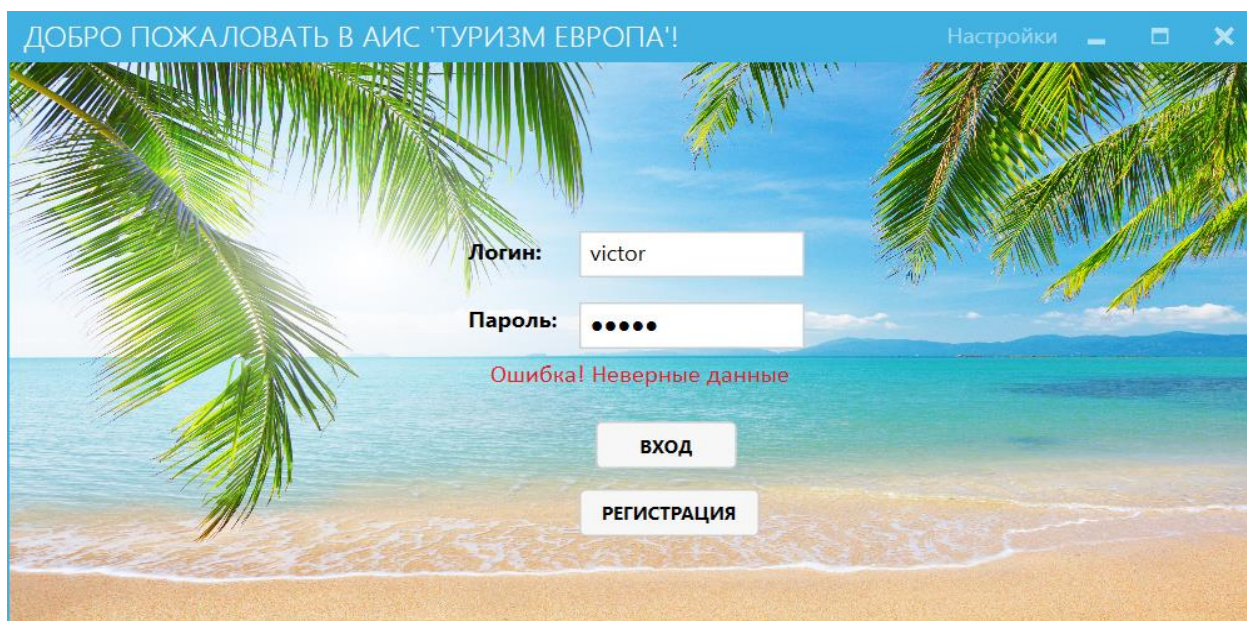 ДОБРО ПОЖАЛОВАТЬ В АИС 'ТУРИЗМ ЕВРОПА'! Настройки
Логин: victor
Пароль: ●●●●●
Ошибка! Неверные данные
ВХОД
РЕГИСТРАЦИЯ